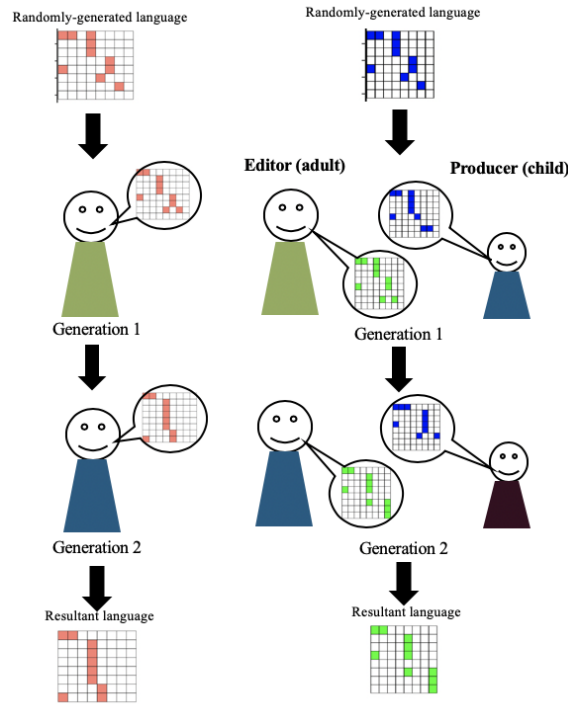 Randomly-generated language
Randomly-generated language
Editor (adult)
Producer (child)
Generation 1
Generation 1
Generation 2
Generation 2
Resultant language
Resultant language